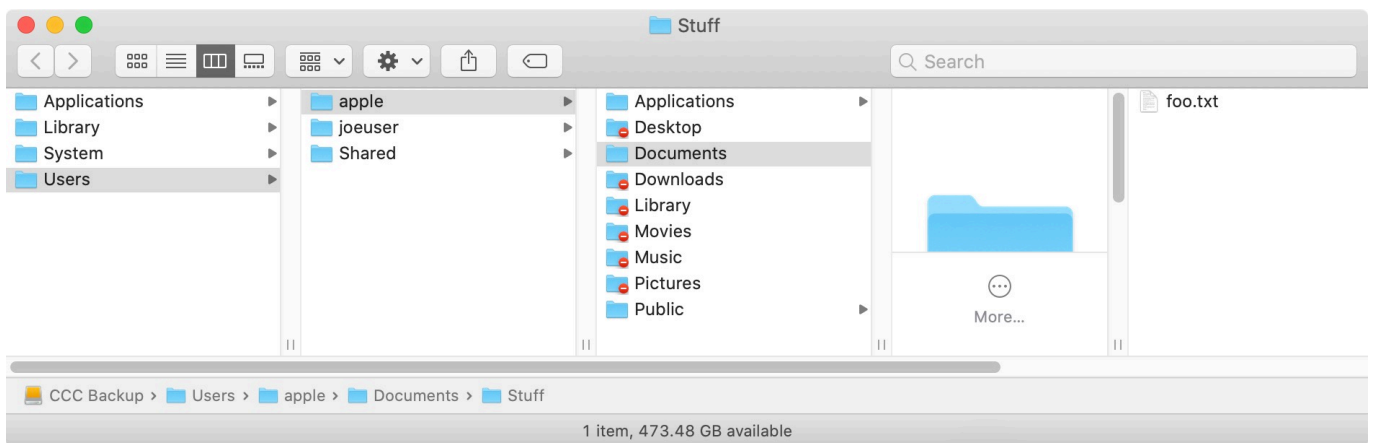 Stuff
Search
Applications
Library
System
Users
apple
joeuser
Shared
Applications
Desktop
Documents
Downloads
Library
Movies
Music
Pictures
Public
More...
foo.txt
CCC Backup › Users › apple › Documents › Stuff
1 item, 473.48 GB available